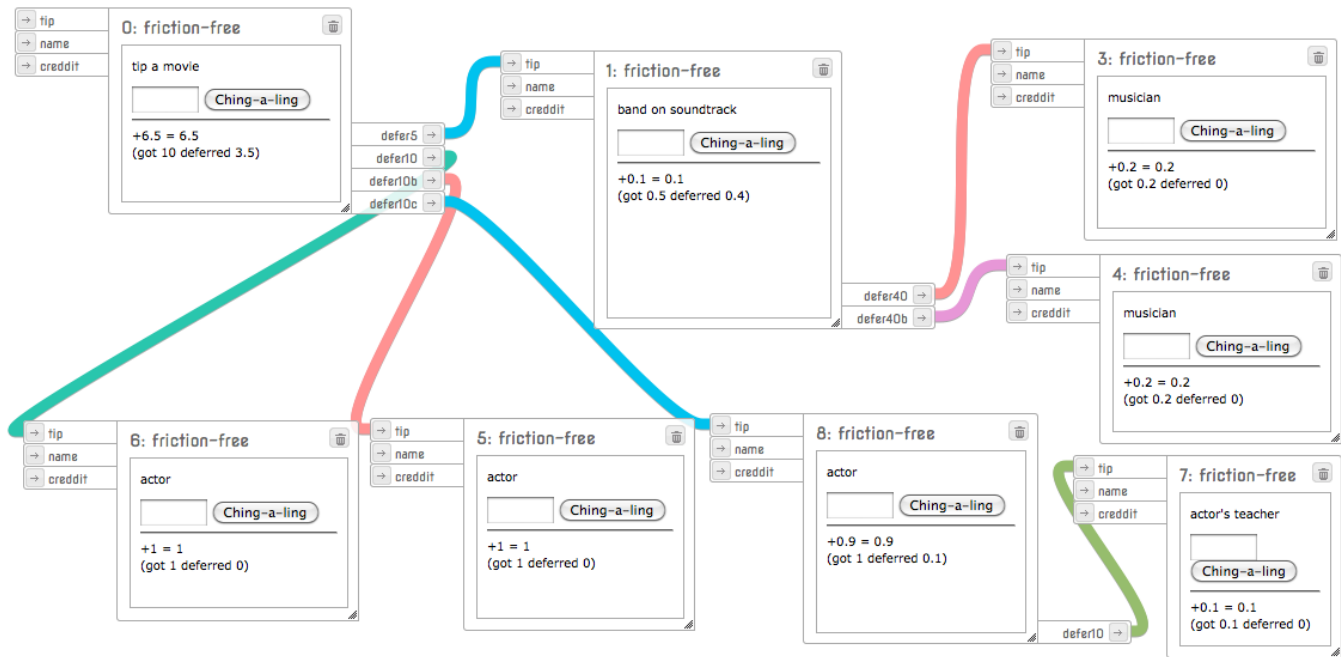 tip
name
creddit
0: friction-free
tip a movie
Ching-a-ling
+6.5 = 6.5
(got 10 deferred 3.5)
defer5
defer10
defer10b
defer10c
tip
name
creddit
1: friction-free
band on soundtrack
Ching-a-ling
+0.1 = 0.1
(got 0.5 deferred 0.4)
defer40
defer40b
tip
name
creddit
3: friction-free
musician
Ching-a-ling
+0.2 = 0.2
(got 0.2 deferred 0)
tip
name
creddit
4: friction-free
musician
Ching-a-ling
+0.2 = 0.2
(got 0.2 deferred 0)
tip
name
creddit
6: friction-free
actor
Ching-a-ling
+1 = 1
(got 1 deferred 0)
tip
name
creddit
5: friction-free
actor
Ching-a-ling
+1 = 1
(got 1 deferred 0)
tip
name
creddit
8: friction-free
actor
Ching-a-ling
+0.9 = 0.9
(got 1 deferred 0.1)
defer10
tip
name
creddit
7: friction-free
actor's teacher
Ching-a-ling
+0.1 = 0.1
(got 0.1 deferred 0)